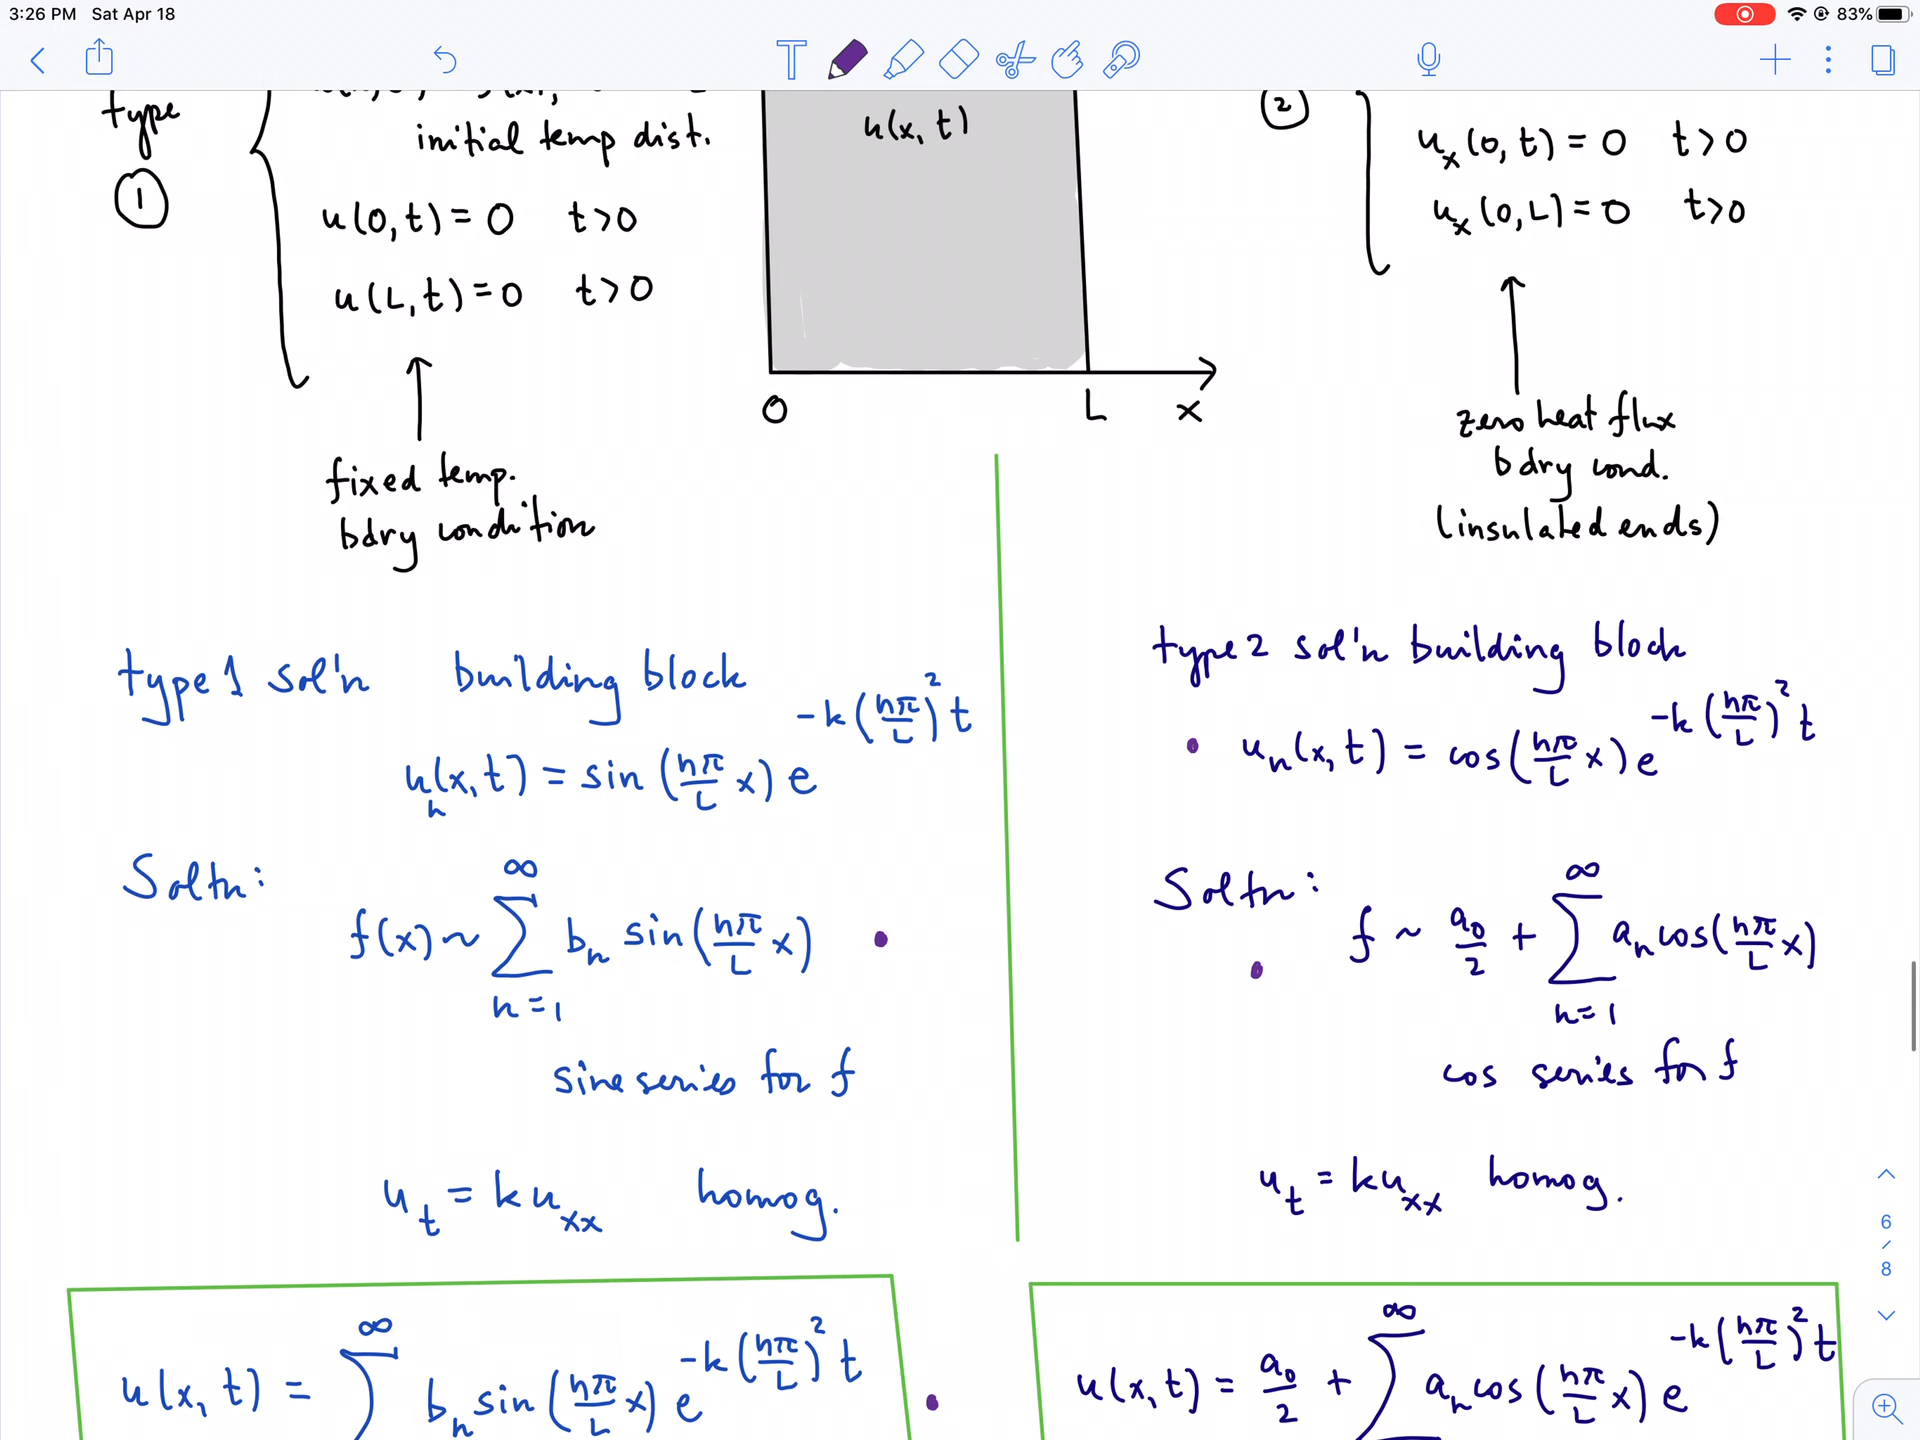 3:26 PM Sat Apr 18
83%
type
①
initial temp dist.
u(0,t) = 0 t>0
u(L,t) = 0 t>0
fixed temp.
bdry condition
u(x,t)
0 L x
②
u_x(0,t) = 0 t>0
u_x(0,L) = 0 t>0
zero heat flux
bdry cond.
(insulated ends)
type 1 sol'n building block
u_n(x,t) = sin(nπ/L x) e^{-k(nπ/L)^2 t}
Soltn:
f(x) ~ ∑_{n=1}^{∞} b_n sin(nπ/L x)
sine series for f
u_t = k u_xx homog.
u(x,t) = ∑^{∞} b_n sin(nπ/L x) e^{-k(nπ/L)^2 t}
type 2 sol'n building block
• u_n(x,t) = cos(nπ/L x) e^{-k(nπ/L)^2 t}
Soltn:
f ~ a_0/2 + ∑_{n=1}^{∞} a_n cos(nπ/L x)
cos series for f
u_t = k u_xx homog.
u(x,t) = a_0/2 + ∑^{∞} a_n cos(nπ/L x) e^{-k(nπ/L)^2 t}
6
/
8